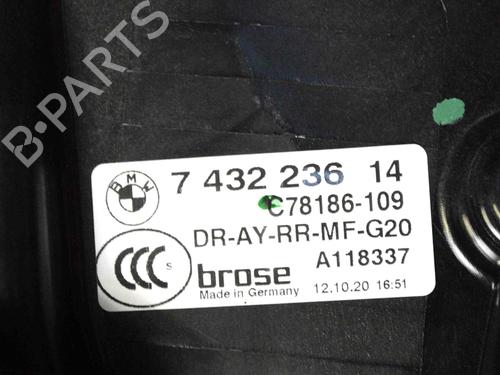 B-PARTS
BMW
7 432 236 14
C78186-109
DR-AY-RR-MF-G20
CCC S
brose
A118337
Made in Germany
12.10.20 16:51